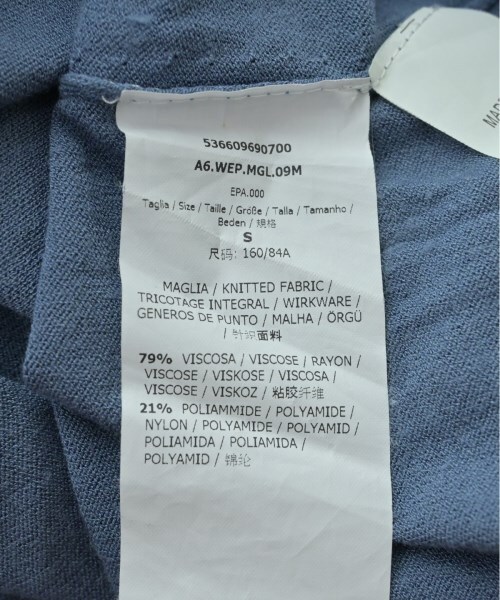 536609690700
A6.WEP.MGL.09M
EPA.000
Taglia / Size / Taille / Größe / Talla / Tamanho /
Beden / 规格
S
尺码: 160/84A
MAGLIA / KNITTED FABRIC /
TRICOTAGE INTEGRAL / WIRKWARE /
GENEROS DE PUNTO / MALHA / ÖRGÜ
/ 针织面料
79% VISCOSA / VISCOSE / RAYON /
VISCOSE / VISKOSE / VISCOSA /
VISCOSE / VISKOZ / 粘胶纤维
21% POLIAMMIDE / POLYAMIDE /
NYLON / POLYAMIDE / POLYAMID /
POLIAMIDA / POLIAMIDA /
POLYAMID / 锦纶